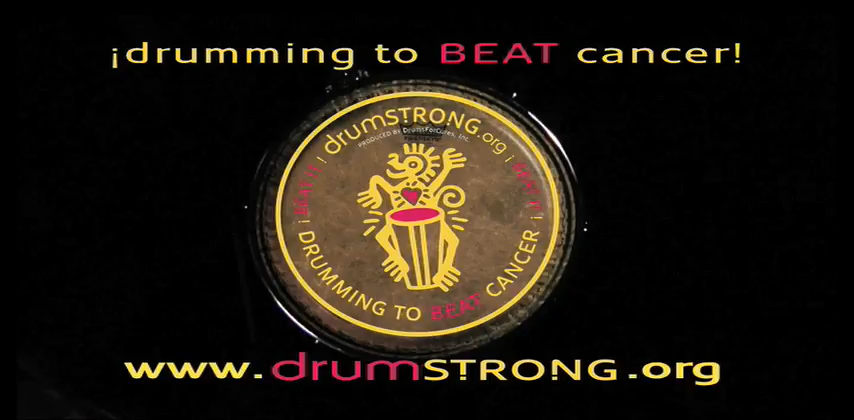 ¡drumming to BEAT cancer!
drumSTRONG.org
PRODUCED BY DrumsForCures, Inc.
¡BEAT IT!
¡BEAT IT!
¡DRUMMING TO BEAT CANCER!
www.drumSTRONG.org